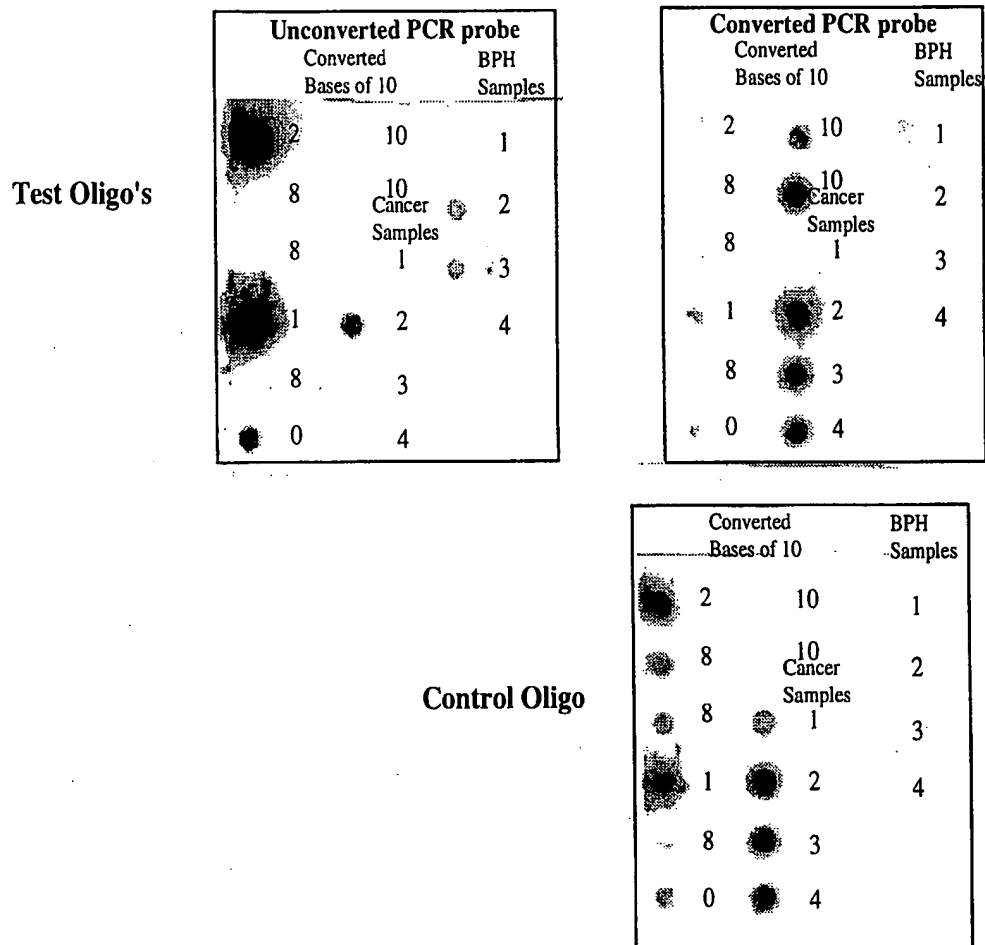 Unconverted PCR probe
Converted BPH
Bases of 10 Samples
2 10 1
8 10 2
Cancer
Samples
8 1 3
1 2 4
8 3
0 4
Converted PCR probe
Converted BPH
Bases of 10 Samples
2 10 1
8 10 2
Cancer
Samples
8 1 3
1 2 4
8 3
0 4
Test Oligo's
Converted BPH
Bases of 10 Samples
2 10 1
8 10 2
Cancer
Samples
8 1 3
1 2 4
8 3
0 4
Control Oligo